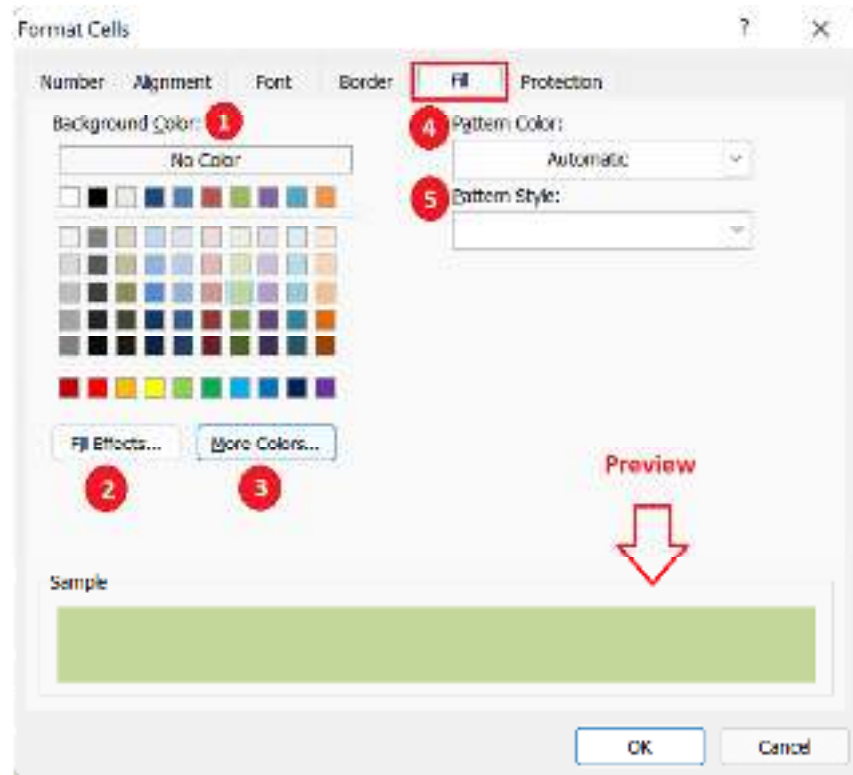 Format Cells ?
Number Alignment Font Border Fill Protection
Background Color: 1
No Color
4 Pattern Color:
Automatic
5 Pattern Style:
Fill Effects...
More Colors...
2 3
Preview
Sample
OK Cancel